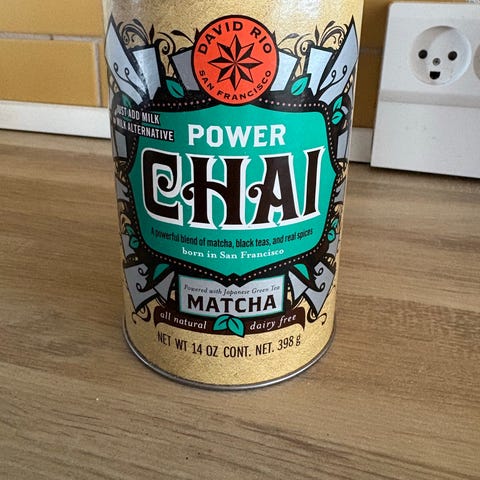 DAVID RIO
SAN FRANCISCO
JUST ADD MILK
MILK ALTERNATIVE
POWER
CHAI
A powerful blend of matcha, black teas, and real spices
born in San Francisco
Powered with Japanese Green Tea
MATCHA
all natural dairy free
NET WT 14 OZ CONT. NET. 398 g